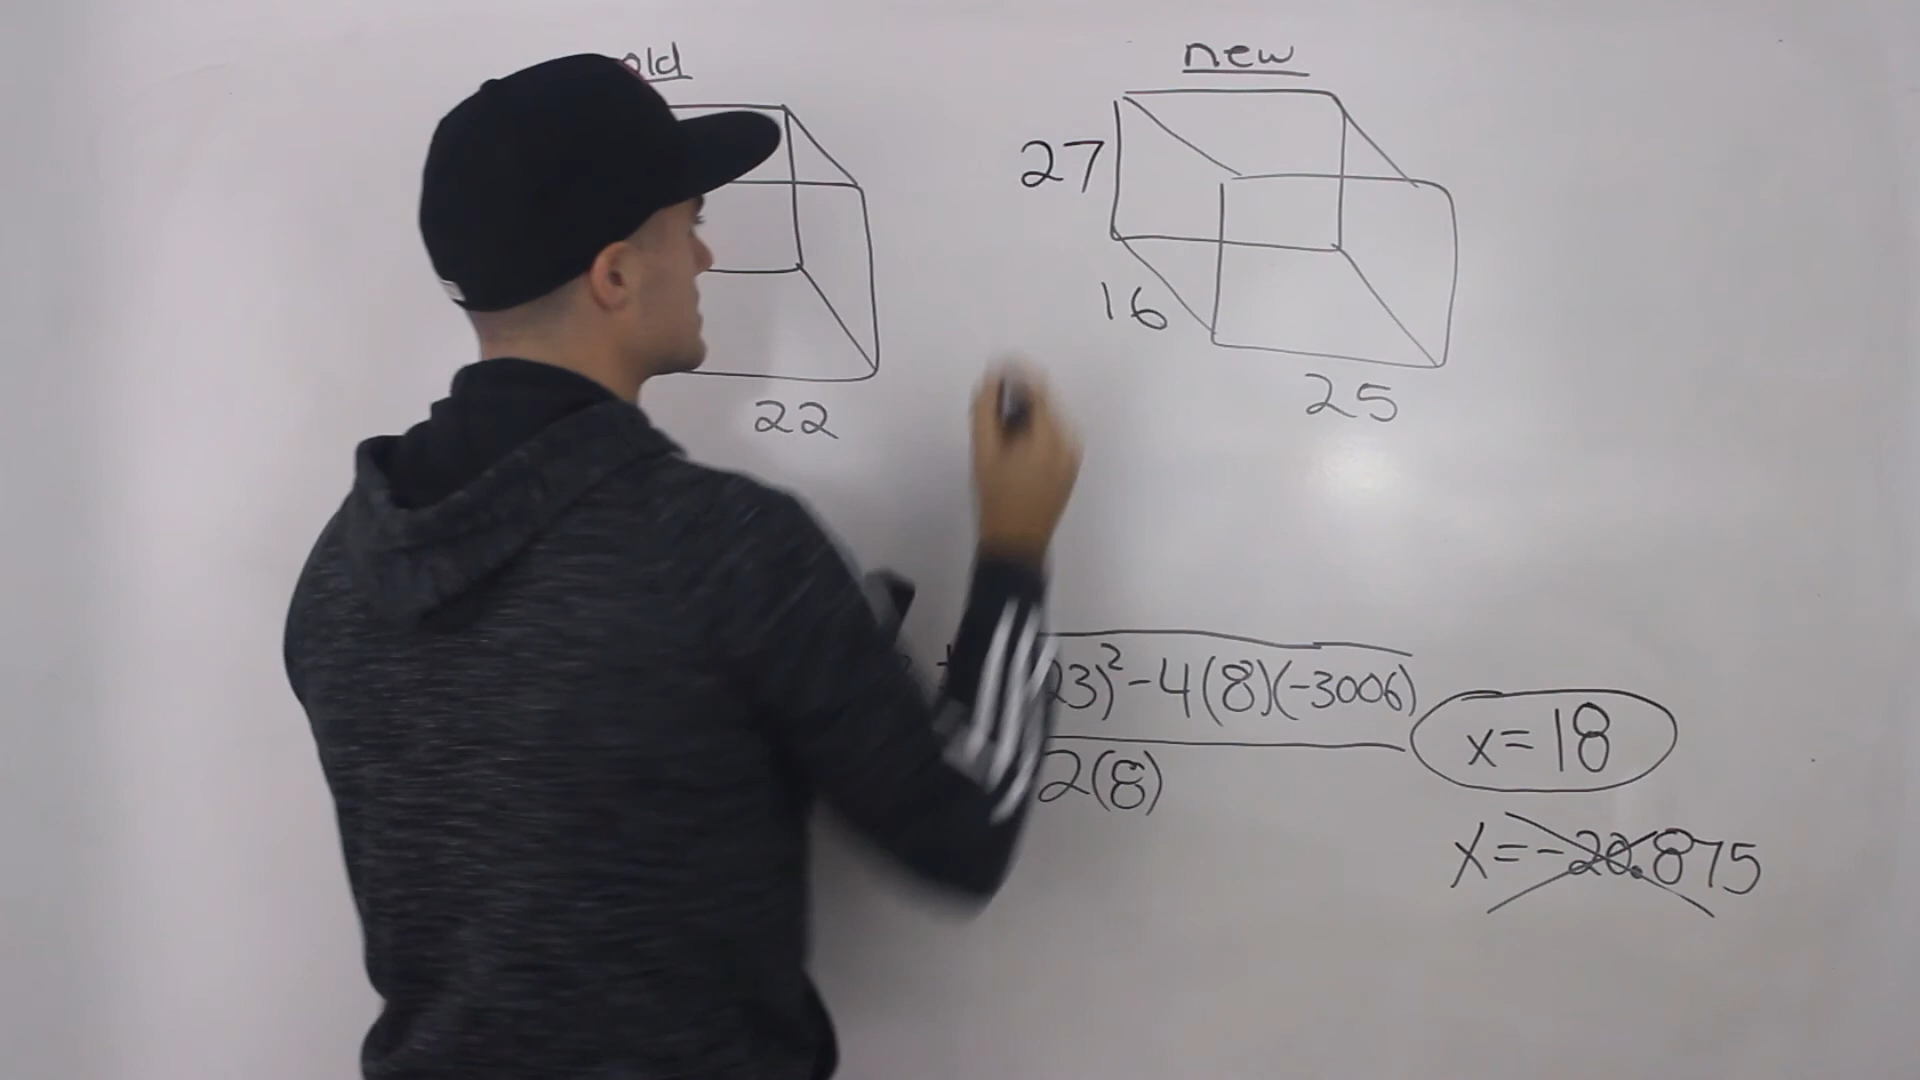 old
new
27
16
22
25
23)²-4(8)(-3006)
2(8)
x=18
x=-20.875